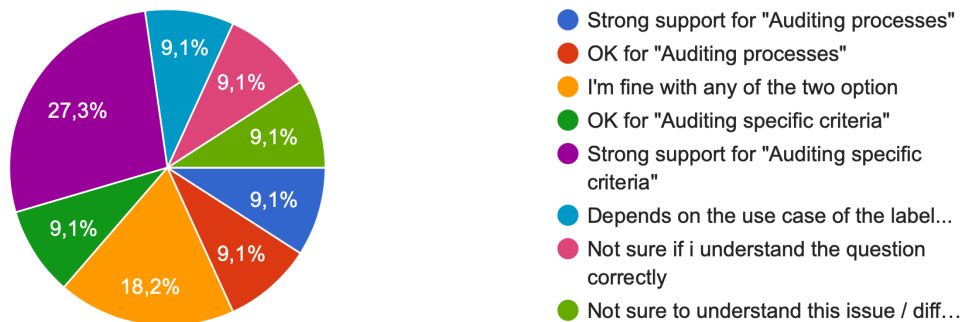 9,1%
9,1%
27,3%
9,1%
9,1%
9,1%
9,1%
18,2%
Strong support for "Auditing processes"
OK for "Auditing processes"
I'm fine with any of the two option
OK for "Auditing specific criteria"
Strong support for "Auditing specific
criteria"
Depends on the use case of the label...
Not sure if i understand the question
correctly
Not sure to understand this issue / diff…